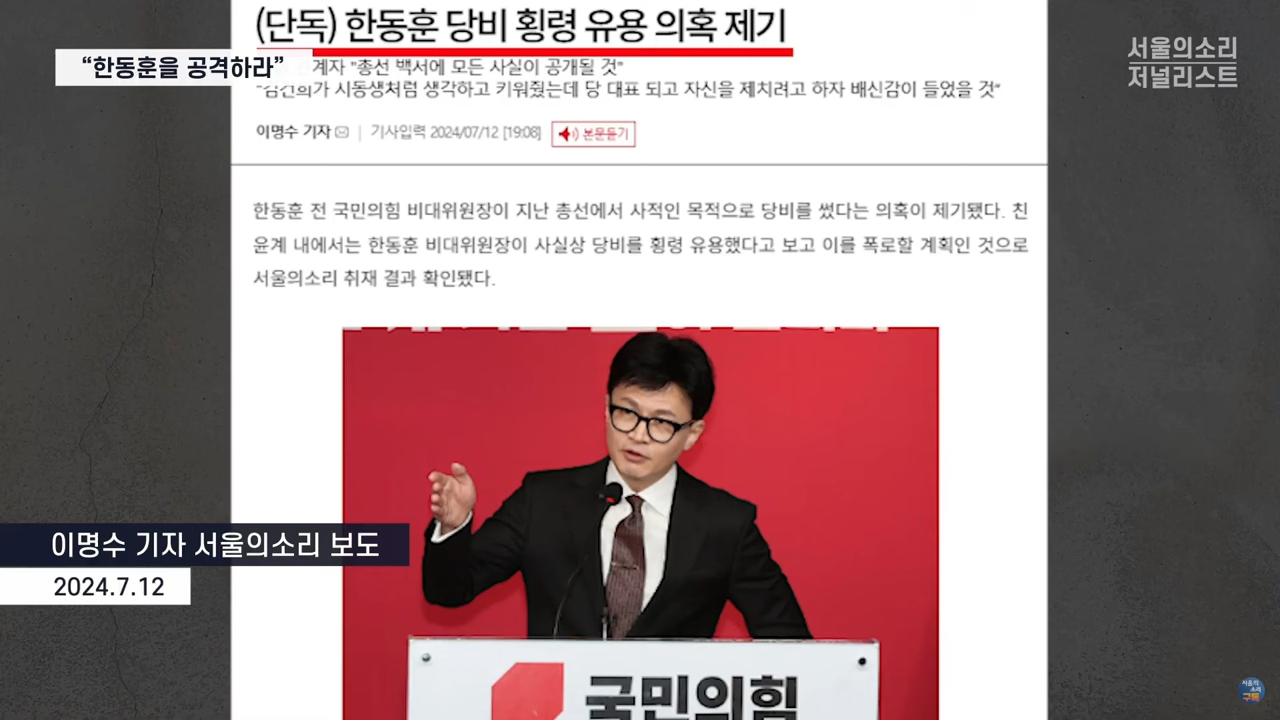 (단독) 한동훈 당비 횡령 유용 의혹 제기
“한동훈을 공격하라”
계자 "총선 백서에 모든 사실이 공개될 것"
"김건희가 시동생처럼 생각하고 키워줬는데 당 대표 되고 자신을 제치려고 하자 배신감이 들었을 것"
서울의소리
저널리스트
이명수 기자 | 기사입력 2024/07/12 [19:08] 본문듣기
한동훈 전 국민의힘 비대위원장이 지난 총선에서 사적인 목적으로 당비를 썼다는 의혹이 제기됐다. 친
윤계 내에서는 한동훈 비대위원장이 사실상 당비를 횡령 유용했다고 보고 이를 폭로할 계획인 것으로
서울의소리 취재 결과 확인됐다.
이명수 기자 서울의소리 보도
2024.7.12
국민의힘
서울의
소리
구독